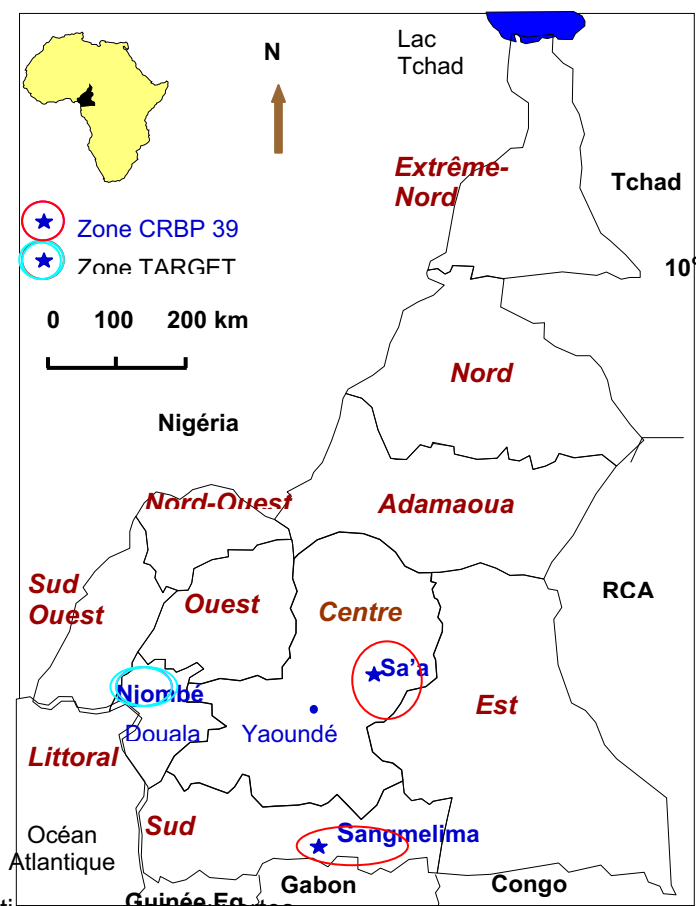 Lac
Tchad
N
Extrême-
Nord
Tchad
Zone CRBP 39
Zone TARGET
10°
0 100 200 km
Nord
Nigéria
Nord-Ouest
Adamaoua
Sud
Ouest
Ouest
Centre
RCA
Sa'a
Njombé
Est
Douala
Yaoundé
Littoral
Sud
Sangmelima
Océan
Atlantique
Gabon
Congo
Guinée Eq